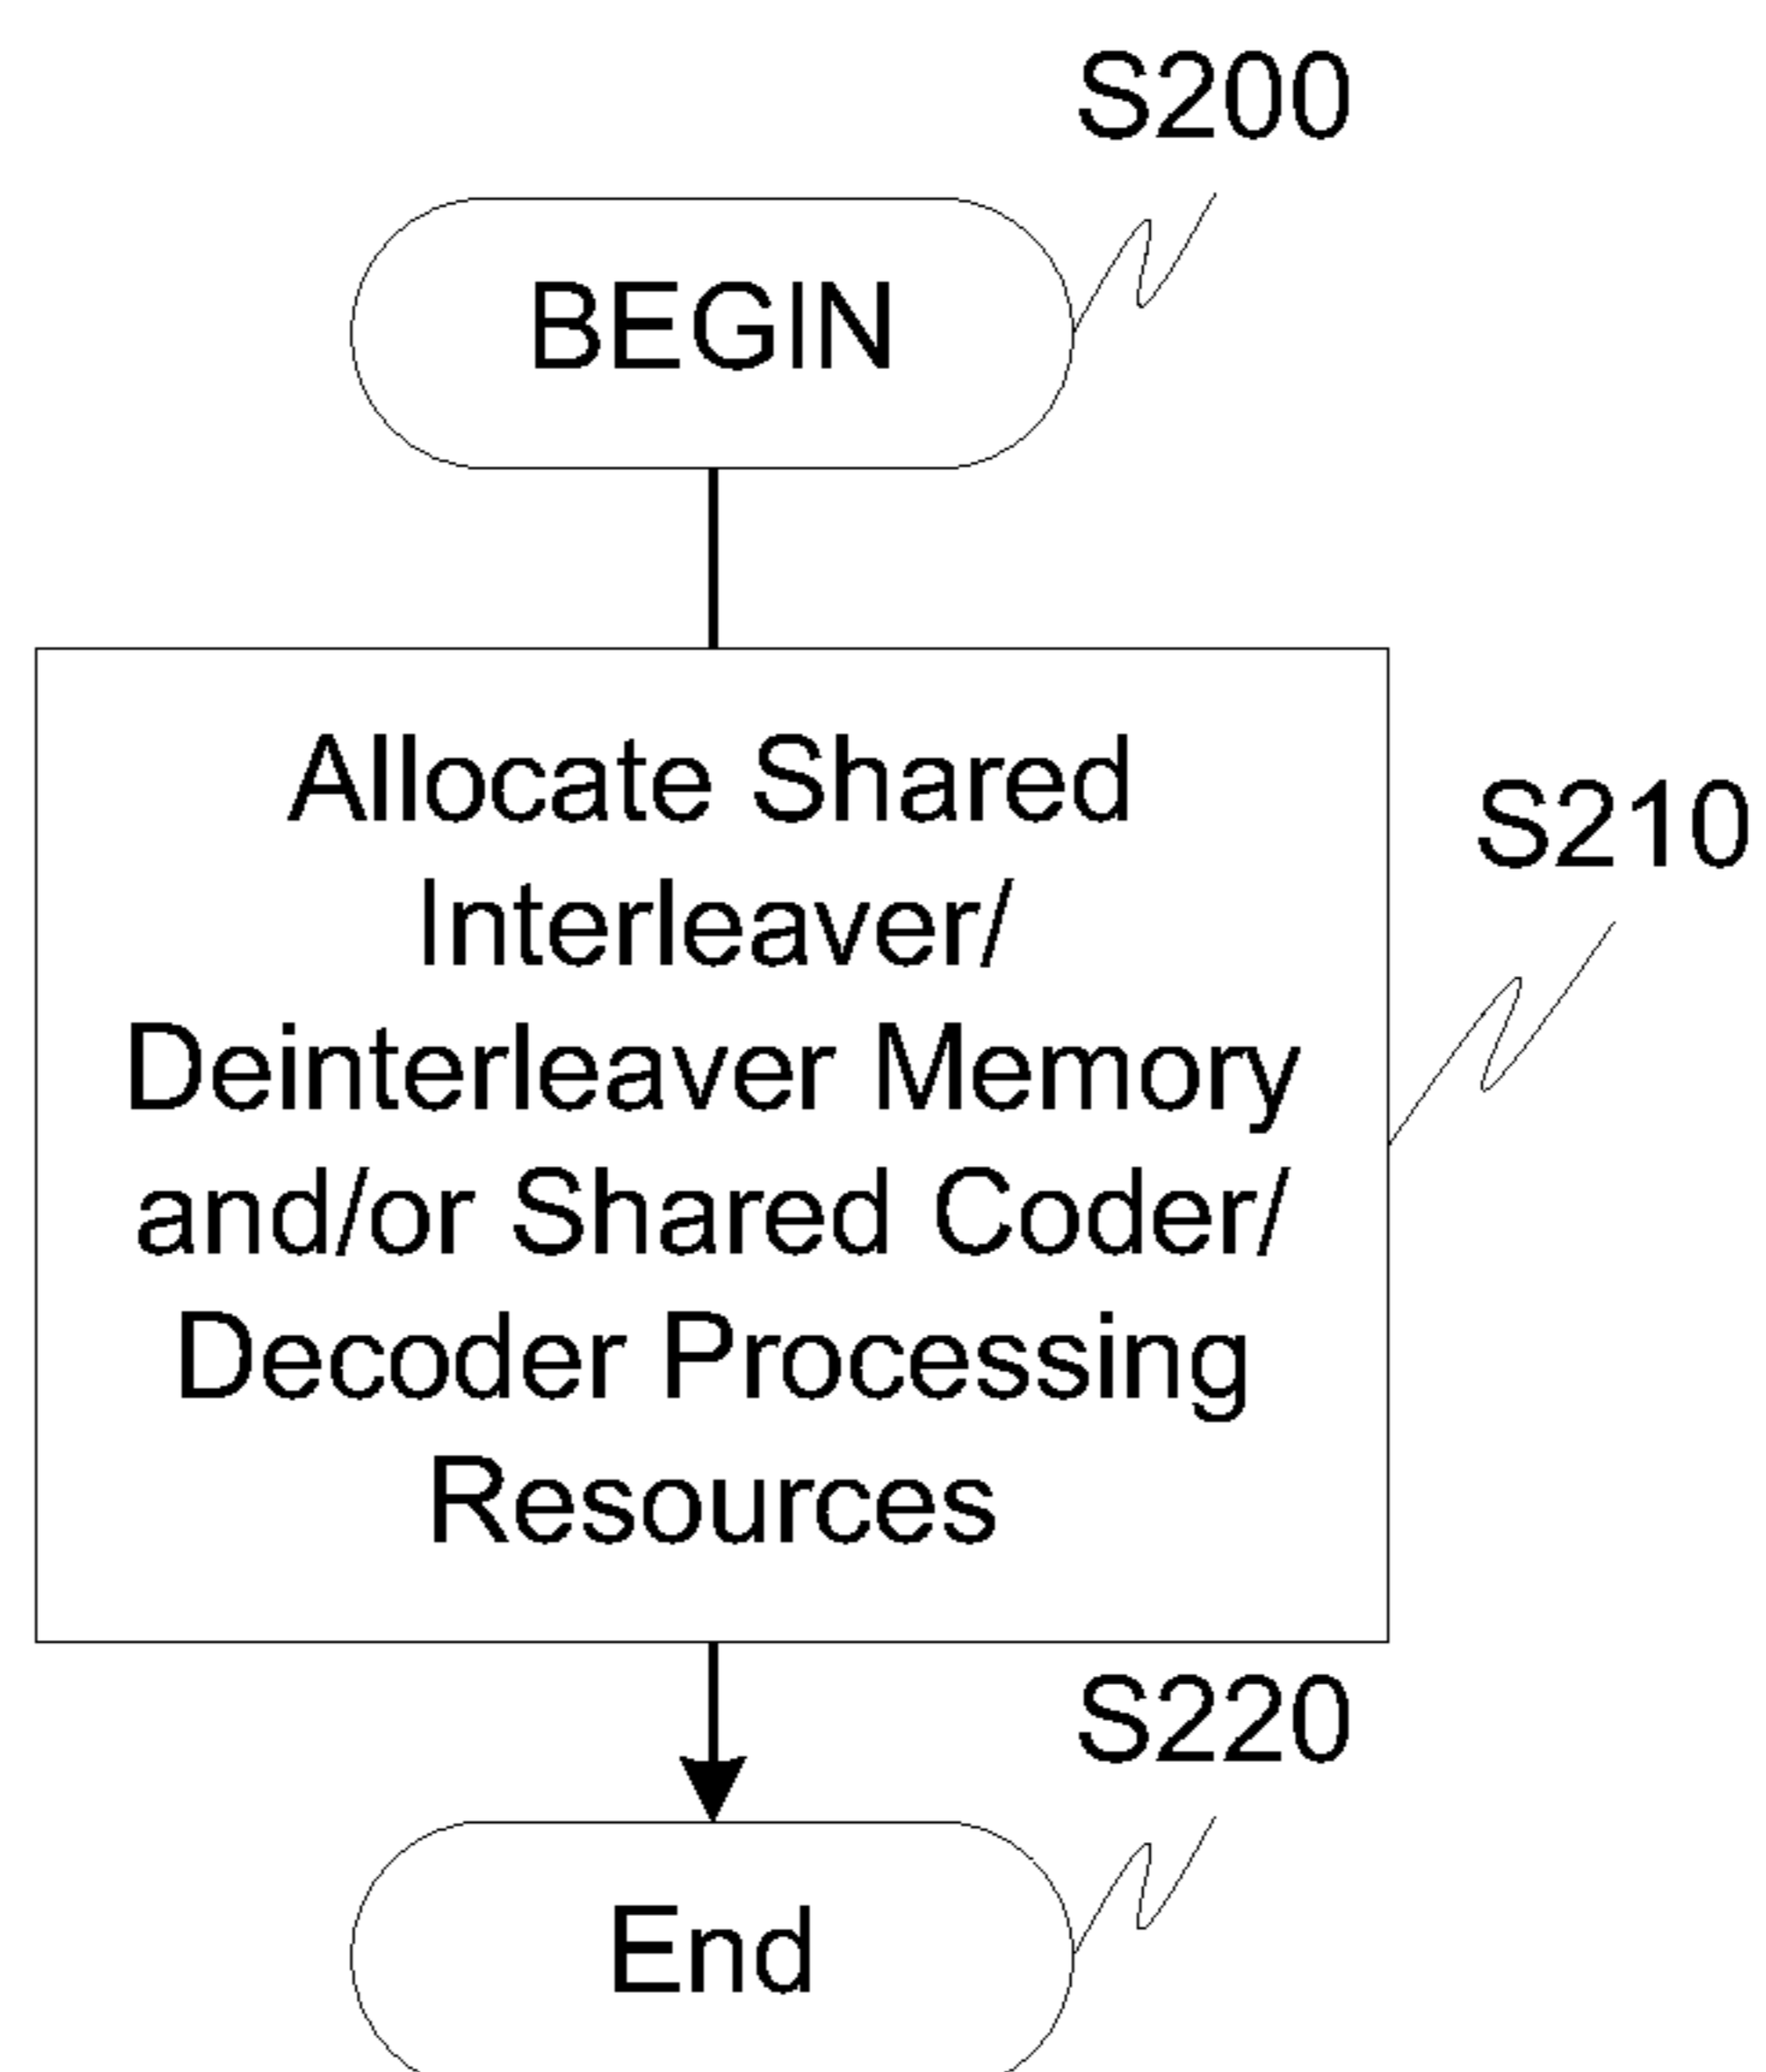 S200
BEGIN
Allocate Shared
Interleaver/
Deinterleaver Memory
and/or Shared Coder/
Decoder Processing
Resources
S210
S220
End